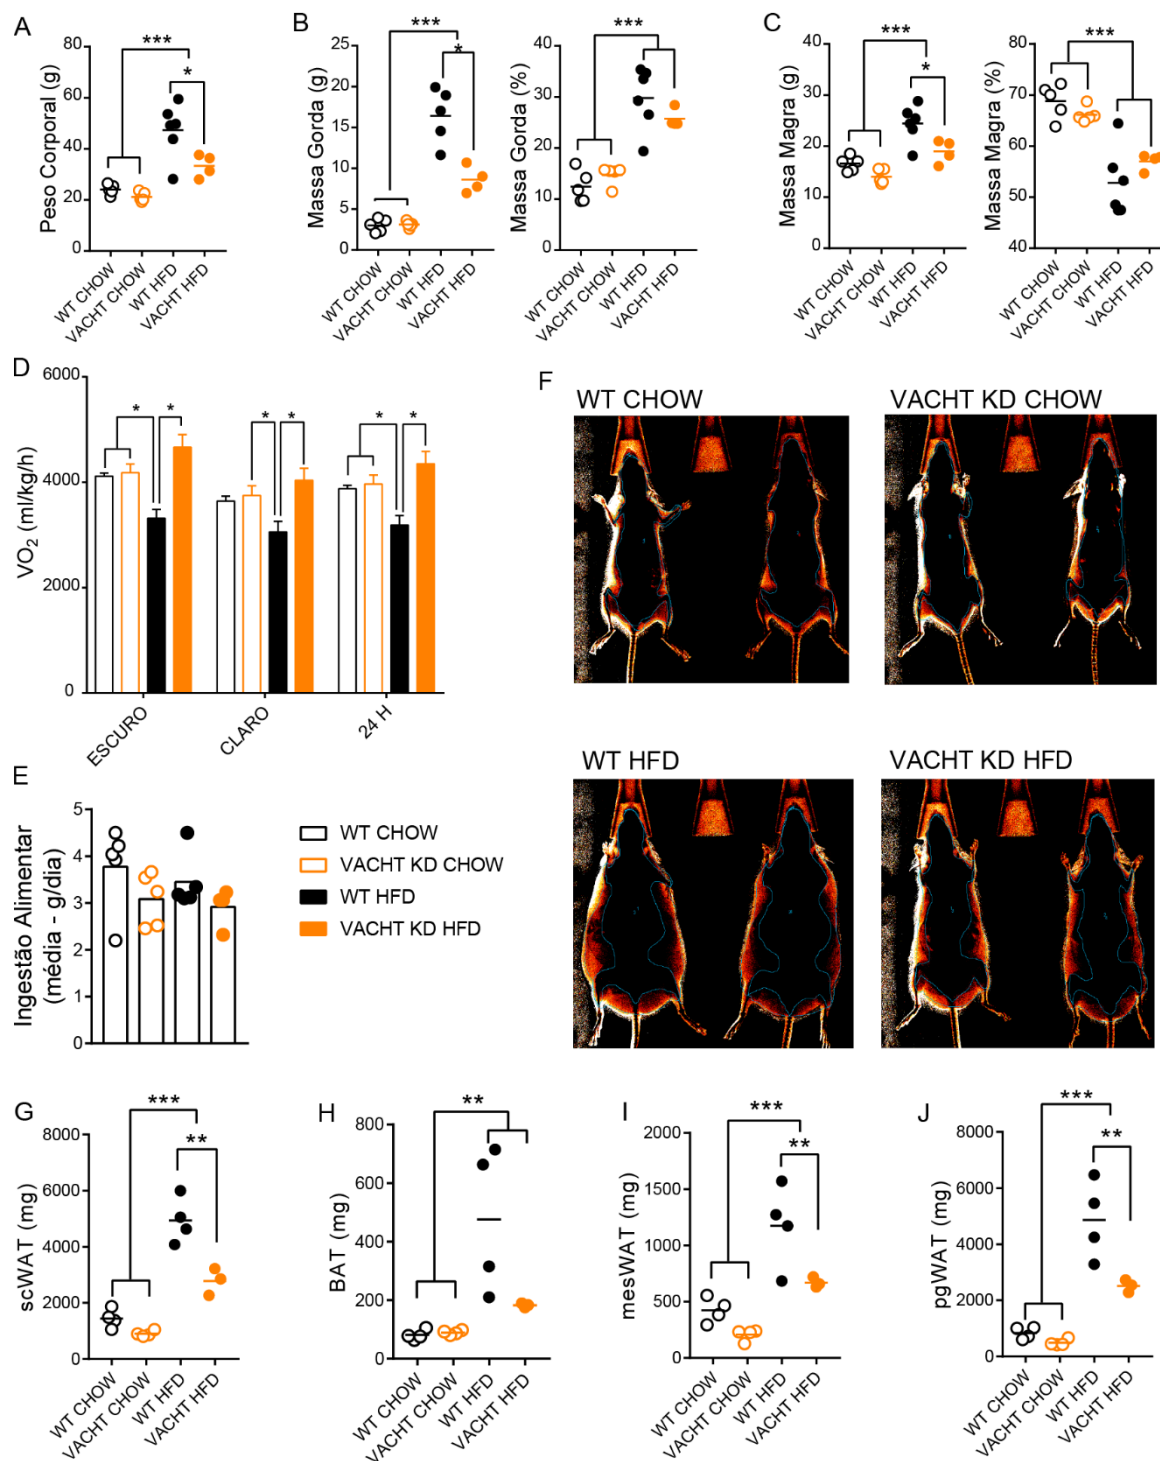 A
Peso Corporal (g)
80
60
40
20
0
***
*
WT CHOW
VACHT CHOW
WT HFD
VACHT HFD
B
Massa Gorda (g)
25
20
15
10
5
0
***
*
WT CHOW
VACHT CHOW
WT HFD
VACHT HFD
Massa Gorda (%)
40
30
20
10
0
***
WT CHOW
VACHT CHOW
WT HFD
VACHT HFD
C
Massa Magra (g)
40
30
20
10
0
***
*
WT CHOW
VACHT CHOW
WT HFD
VACHT HFD
Massa Magra (%)
80
70
60
50
40
***
WT CHOW
VACHT CHOW
WT HFD
VACHT HFD
D
VO2 (ml/kg/h)
6000
4000
2000
0
* *
* *
* *
ESCURO
CLARO
24 H
E
Ingestão Alimentar
(média - g/dia)
5
4
3
2
1
0
WT CHOW
VACHT KD CHOW
WT HFD
VACHT KD HFD
F
WT CHOW
VACHT KD CHOW
WT HFD
VACHT KD HFD
G
scWAT (mg)
8000
6000
4000
2000
0
***
**
WT CHOW
VACHT CHOW
WT HFD
VACHT HFD
H
BAT (mg)
800
600
400
200
0
**
WT CHOW
VACHT CHOW
WT HFD
VACHT HFD
I
mesWAT (mg)
2000
1500
1000
500
0
***
**
WT CHOW
VACHT CHOW
WT HFD
VACHT HFD
J
pgWAT (mg)
8000
6000
4000
2000
0
***
**
WT CHOW
VACHT CHOW
WT HFD
VACHT HFD